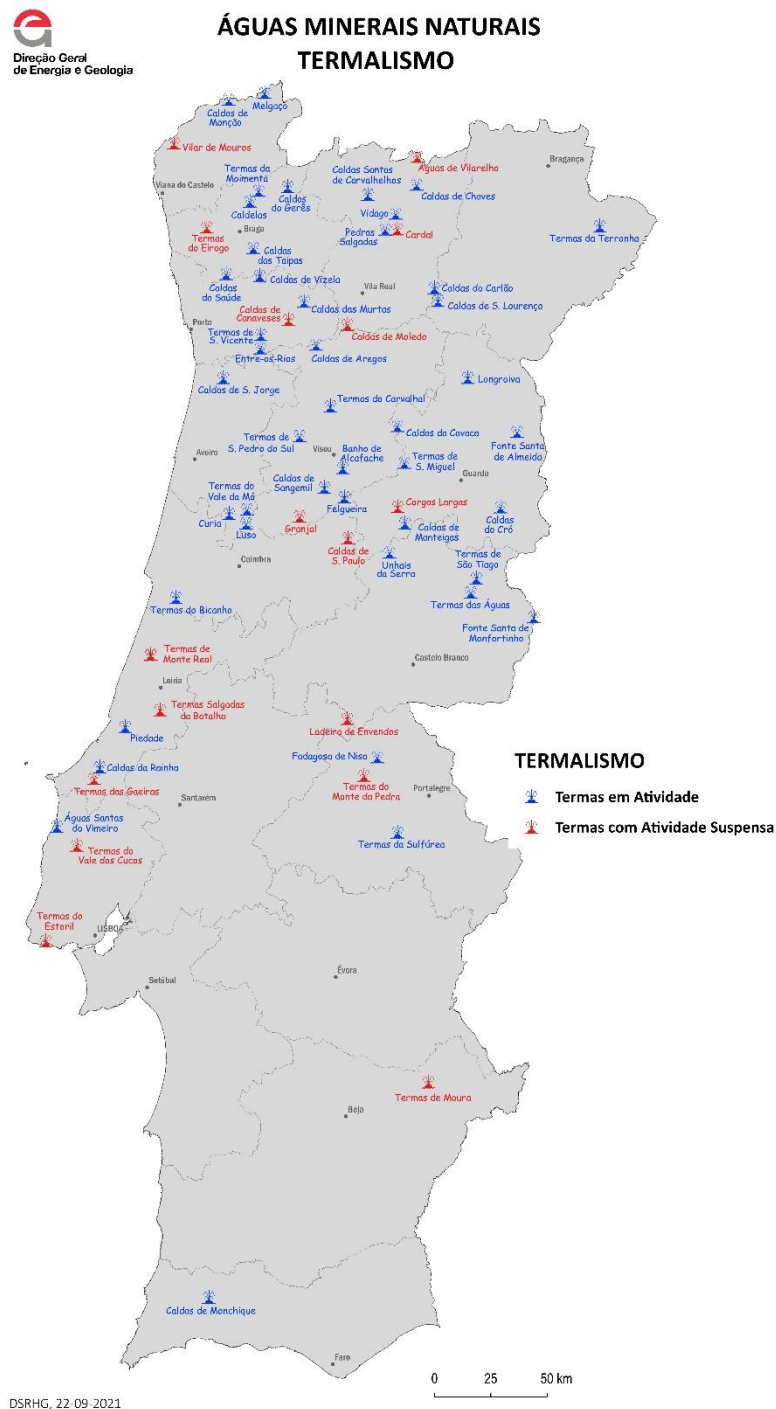 ÁGUAS MINERAIS NATURAIS
TERMALISMO
Direção Geral
de Energia e Geologia
Melgaço
Caldas de
Monção
Vilar de Mouros
Águas de Vilarelho
Bragança
Termas da
Moimenta
Caldas Santas
de Carvalhelhos
Viana do Castelo
Caldas
do Gerês
Caldas de Chaves
Caldelas
Vidago
Termas do
Eirogo
Braga
Pedras
Salgadas
Cardal
Termas da Terronha
Caldas
das Taipas
Caldas
da Saúde
Caldas de Vizela
Vila Real
Caldas do Carlão
Caldas de S. Lourenço
Caldas de
Canaveses
Caldas das Murtas
Porto
Termas de
S. Vicente
Caldas de Moledo
Entre-os-Rios
Caldas de Aregos
Caldas de S. Jorge
Longroiva
Termas do Carvalhal
Termas de
S. Pedro do Sul
Caldas da Cavaca
Fonte Santa
de Almeida
Aveiro
Viseu
Banho de
Alcafache
Termas de
S. Miguel
Guarda
Caldas de
Sangemil
Termas do
Vale da Mó
Felgueira
Corgos Largas
Curia
Luso
Granjal
Caldas de
Manteigas
Caldas
do Cró
Caldas de
S. Paulo
Unhais
da Serra
Termas de
São Tiago
Coimbra
Termas do Bicanho
Termas das Águas
Fonte Santa de
Monfortinho
Termas de
Monte Real
Castelo Branco
Leiria
Termas Salgadas
da Batalha
Piedade
Ladeira de Envendos
Fadagosa de Nisa
TERMALISMO
Caldas da Rainha
Termas das Gaeiras
Termas do
Monte da Pedra
Portalegre
Termas em Atividade
Santarém
Águas Santas
do Vimeiro
Termas com Atividade Suspensa
Termas da Sulfúrea
Termas do
Vale dos Cucos
Termas do
Estoril
LISBOA
Évora
Setúbal
Termas de Moura
Beja
Caldas de Monchique
Faro
0 25 50 km
DSRHG, 22-09-2021